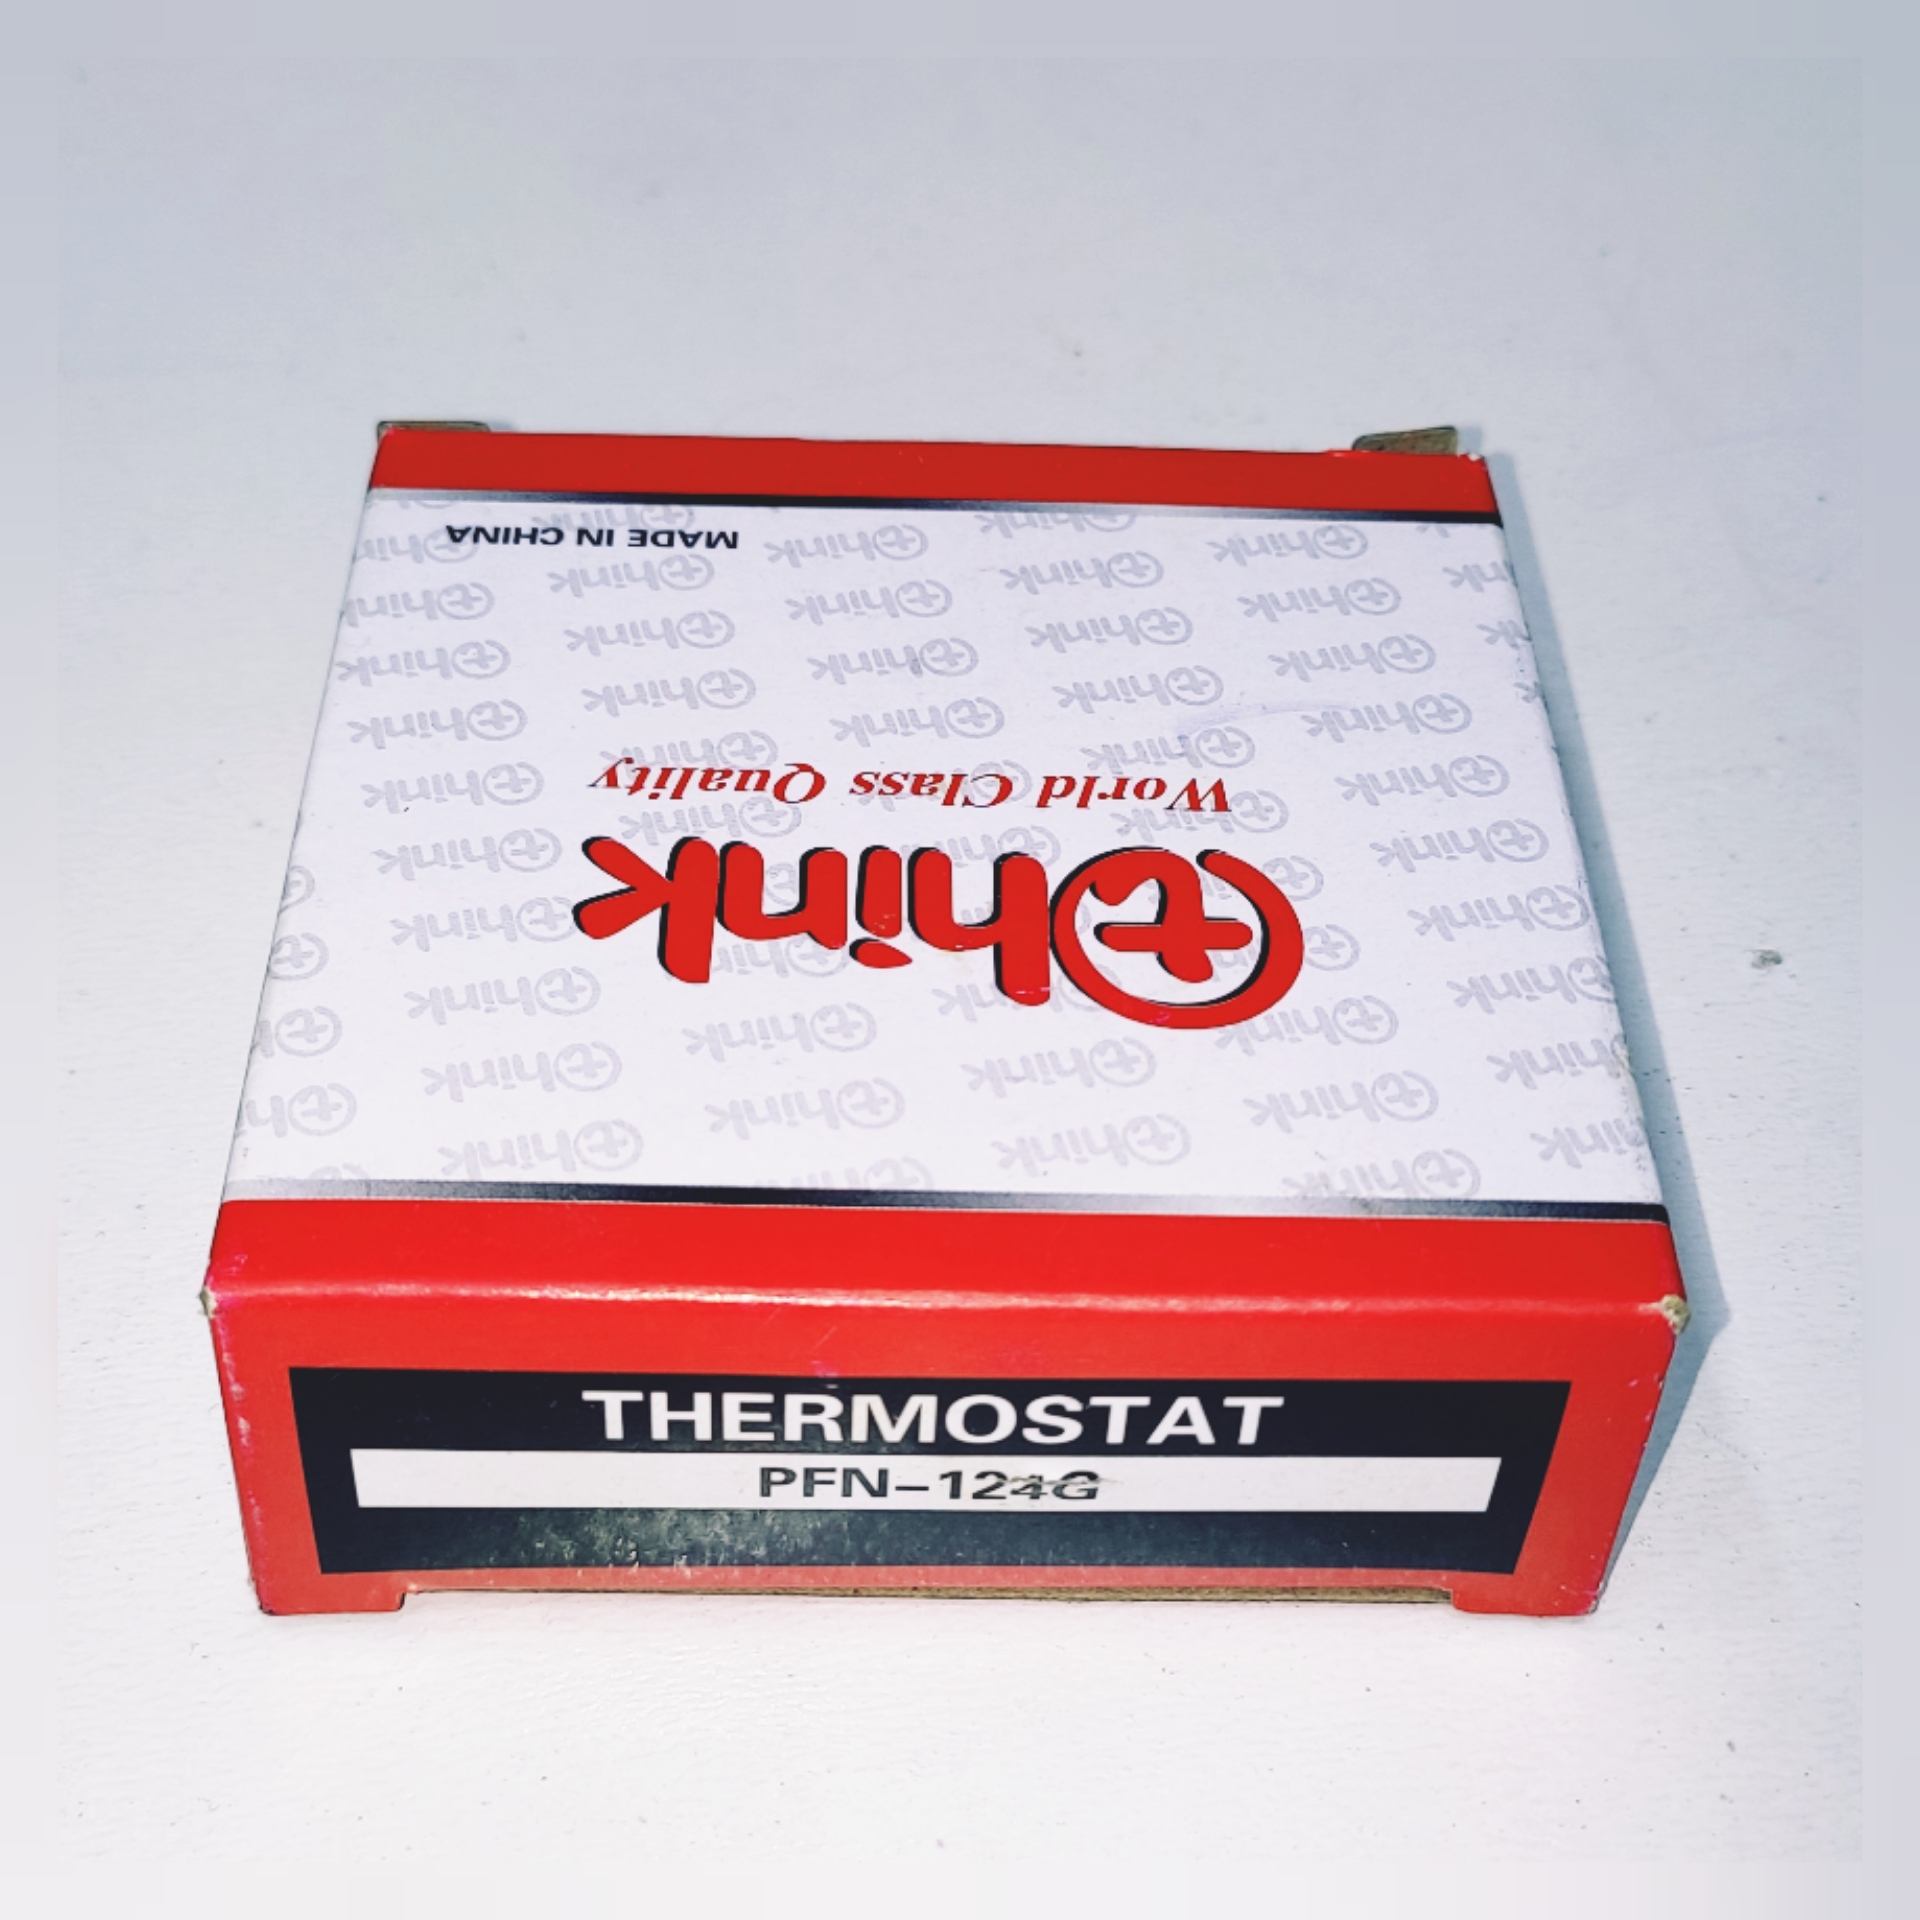 MADE IN CHINA
World Class Quality
think
THERMOSTAT
PFN-124G